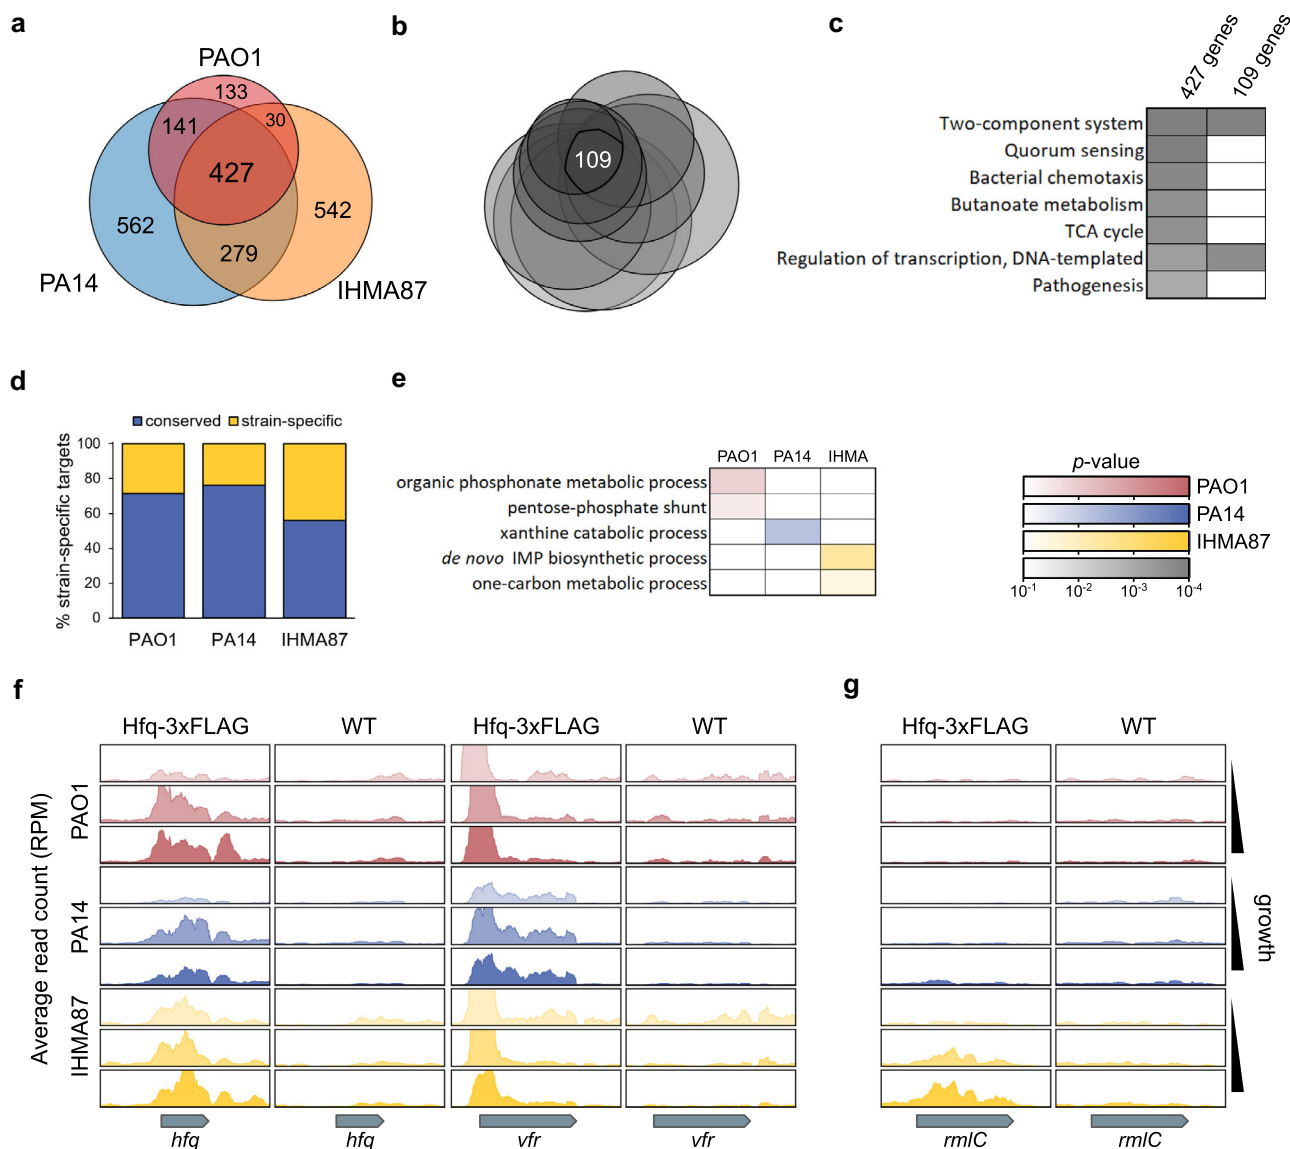 a
PAO1
133
141
30
427
562
542
279
PA14
IHMA87
b
109
c
427 genes
109 genes
Two-component system
Quorum sensing
Bacterial chemotaxis
Butanoate metabolism
TCA cycle
Regulation of transcription, DNA-templated
Pathogenesis
d
conserved
strain-specific
% strain-specific targets
100
80
60
40
20
0
PAO1
PA14
IHMA87
e
PAO1
PA14
IHMA
organic phosphonate metabolic process
pentose-phosphate shunt
xanthine catabolic process
de novo IMP biosynthetic process
one-carbon metabolic process
p-value
PAO1
PA14
IHMA87
10-1
10-2
10-3
10-4
f
Hfq-3xFLAG
WT
Hfq-3xFLAG
WT
Average read count (RPM)
PAO1
PA14
IHMA87
hfq
hfq
vfr
vfr
g
Hfq-3xFLAG
WT
growth
rmlC
rmlC